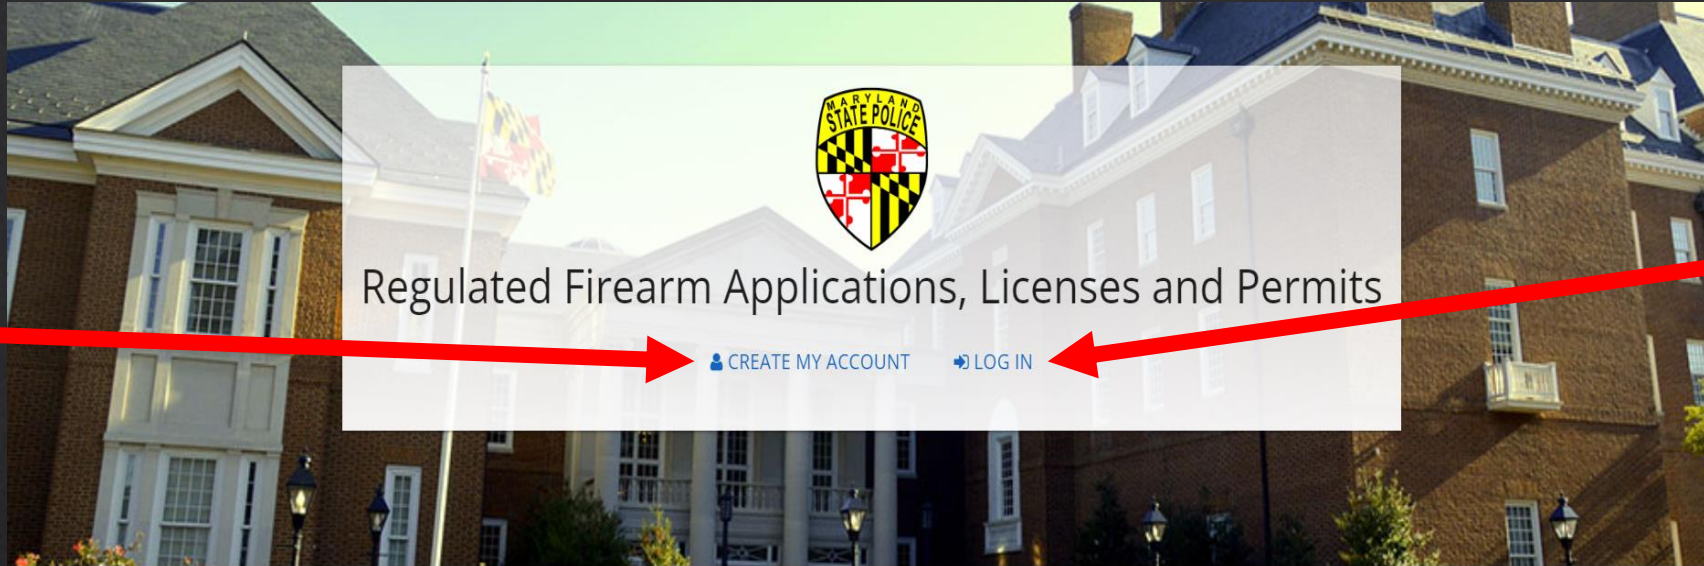 MARYLAND
STATE POLICE
Regulated Firearm Applications, Licenses and Permits
CREATE MY ACCOUNT LOG IN